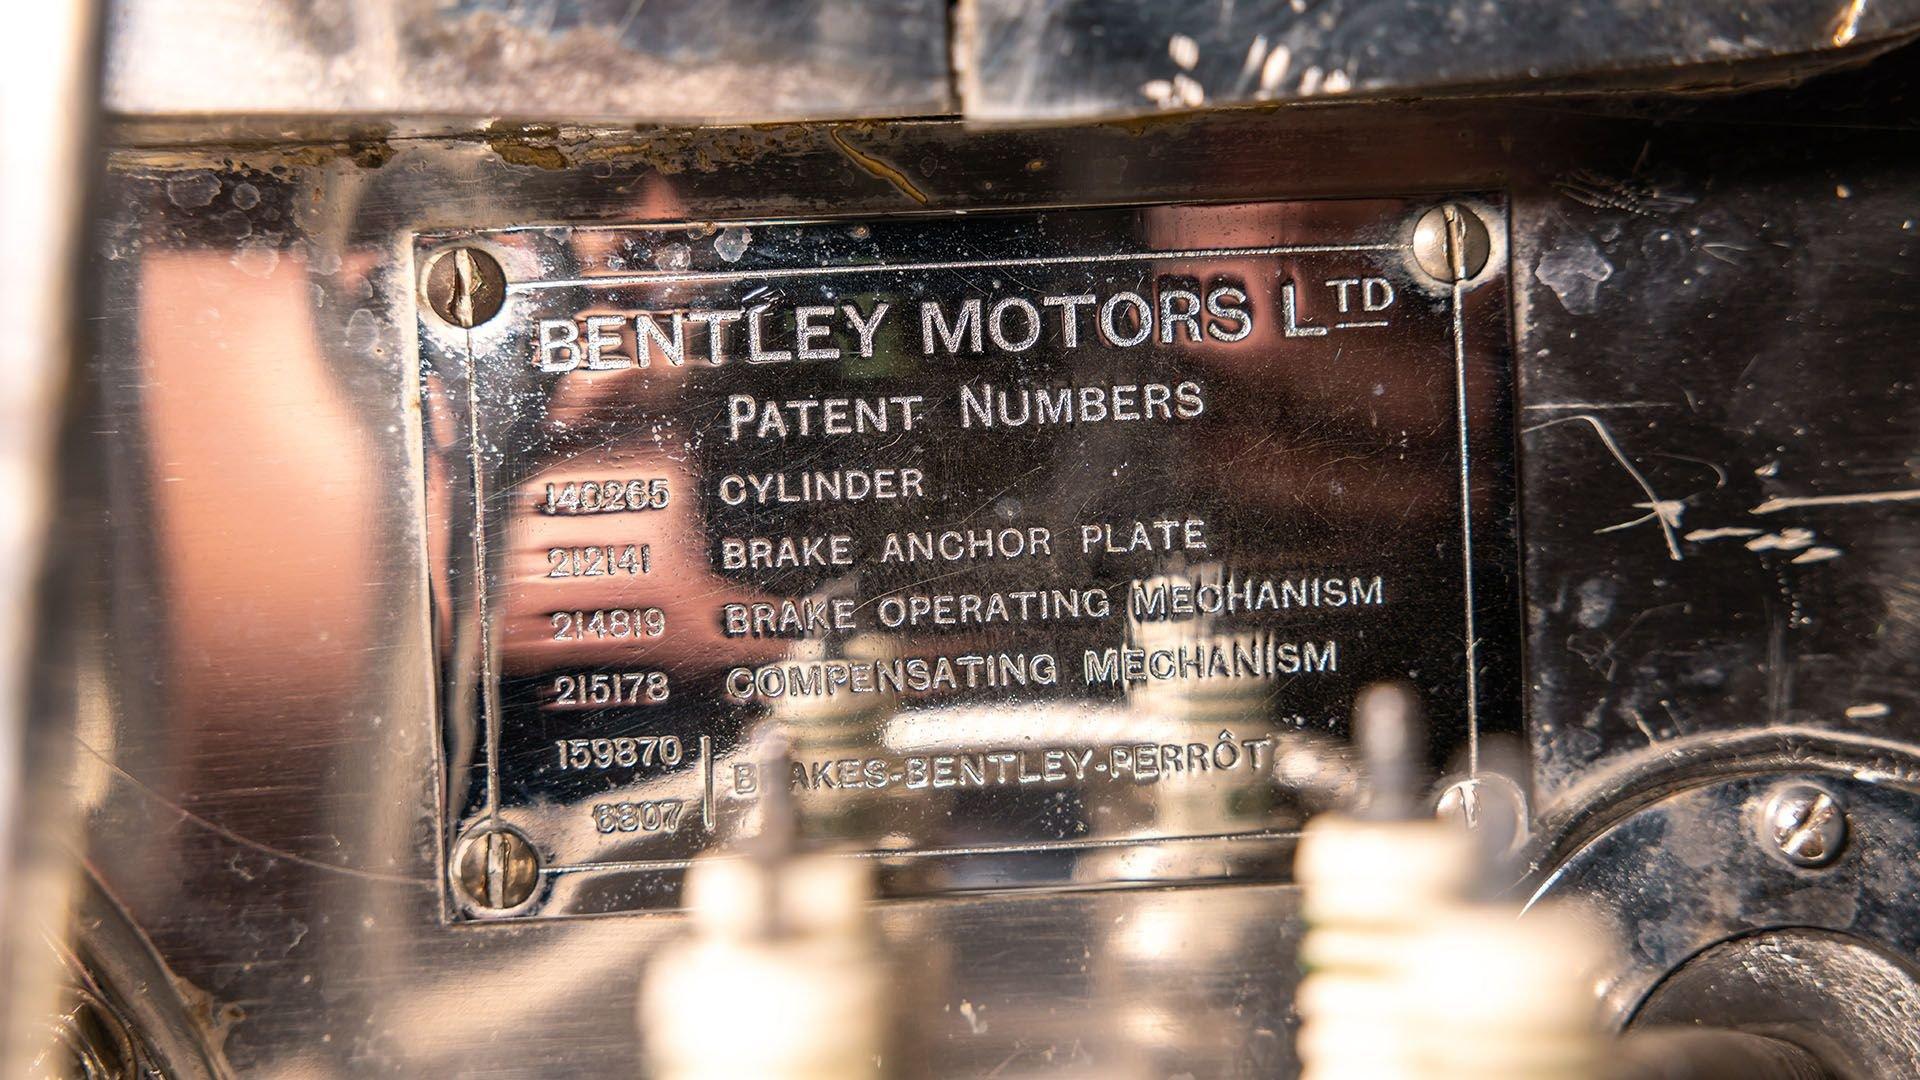 BENTLEY MOTORS LTD
PATENT NUMBERS
140265 CYLINDER
212141 BRAKE ANCHOR PLATE
214819 BRAKE OPERATING MECHANISM
215178 COMPENSATING MECHANISM
159870 BRAKES-BENTLEY-PERRÔT
6807